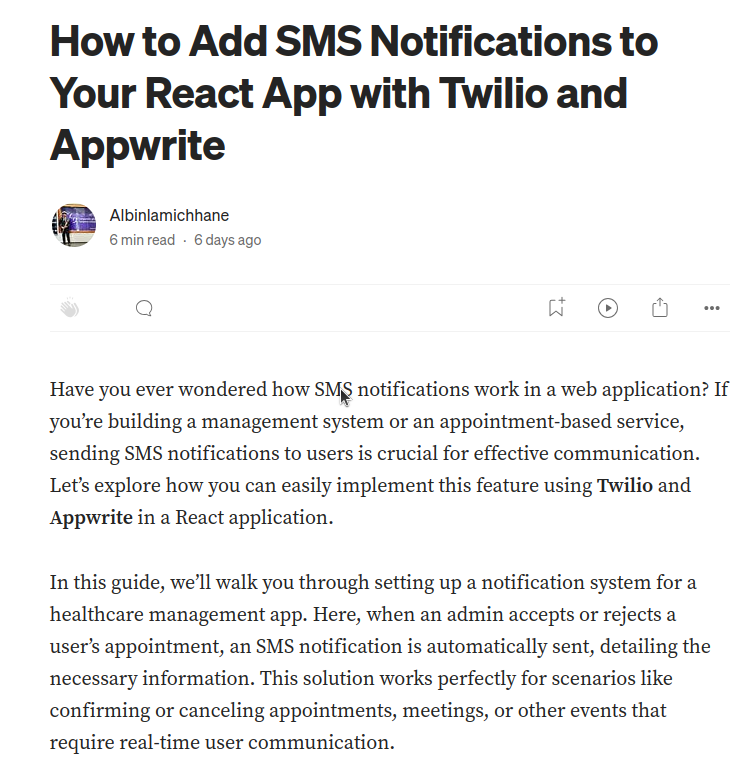 How to Add SMS Notifications to
Your React App with Twilio and
Appwrite
Albinlamichhane
6 min read · 6 days ago
Have you ever wondered how SMS notifications work in a web application? If
you’re building a management system or an appointment-based service,
sending SMS notifications to users is crucial for effective communication.
Let’s explore how you can easily implement this feature using Twilio and
Appwrite in a React application.
In this guide, we’ll walk you through setting up a notification system for a
healthcare management app. Here, when an admin accepts or rejects a
user’s appointment, an SMS notification is automatically sent, detailing the
necessary information. This solution works perfectly for scenarios like
confirming or canceling appointments, meetings, or other events that
require real-time user communication.